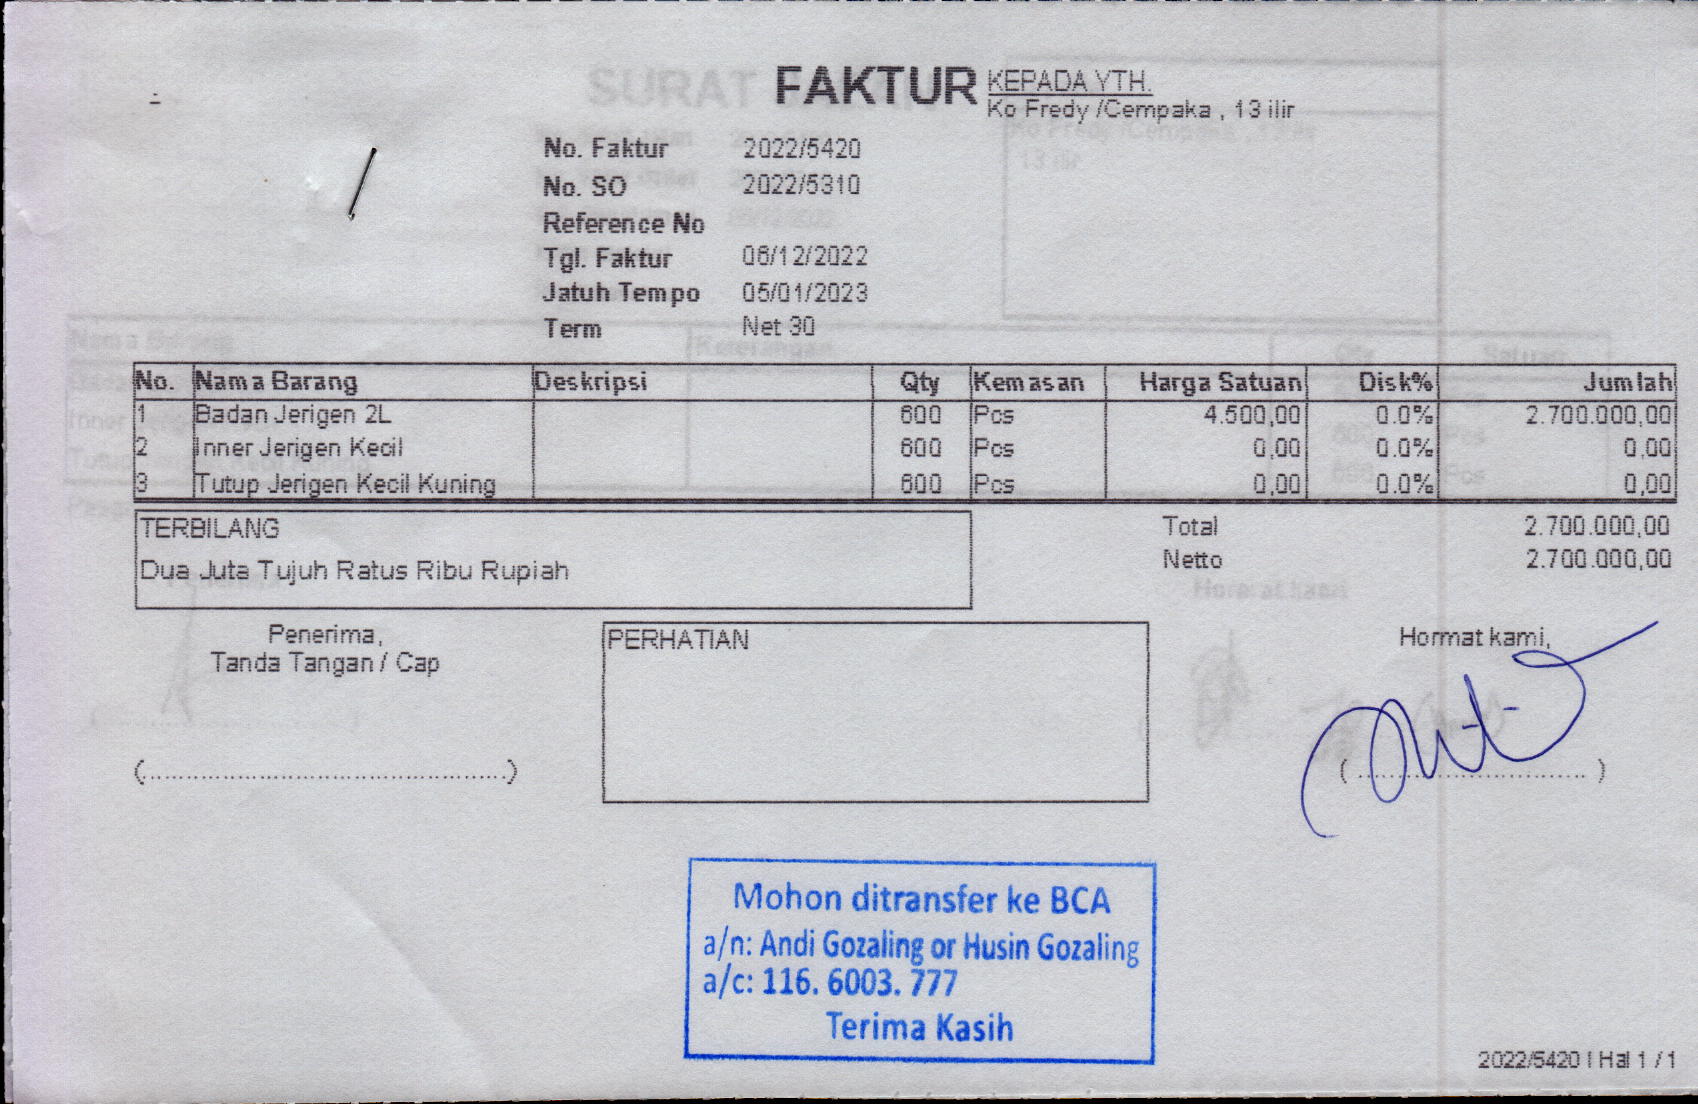 FAKTUR
KEPADA YTH.
Ko Fredy /Cempaka , 13 ilir
No. Faktur 2022/5420
No. SO 2022/5310
Reference No
Tgl. Faktur 06/12/2022
Jatuh Tempo 05/01/2023
Term Net 30
No. Nama Barang Deskripsi Qty Kemasan Harga Satuan Disk% Jumlah
1 Badan Jerigen 2L 600 Pcs 4.500,00 0.0% 2.700.000,00
2 Inner Jerigen Kecil 600 Pcs 0,00 0.0% 0,00
3 Tutup Jerigen Kecil Kuning 600 Pcs 0,00 0.0% 0,00
TERBILANG
Dua Juta Tujuh Ratus Ribu Rupiah
Total 2.700.000,00
Netto 2.700.000,00
Penerima,
Tanda Tangan / Cap
PERHATIAN
Hormat kami,
Mohon ditransfer ke BCA
a/n: Andi Gozaling or Husin Gozaling
a/c: 116. 6003. 777
Terima Kasih
2022/5420 | Hal 1 / 1